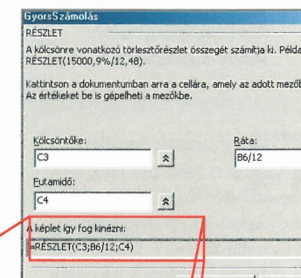 GyorsSzámolás
RÉSZLET
A kölcsönre vonatkozó törlesztőrészlet összegét számítja ki. Példa
RÉSZLET(15000,9%/12,48).
Kattintson a dokumentumban arra a cellára, amely az adott mezőb
Az értékeket be is gépelheti a mezőkbe.
Kölcsöntőke: Ráta:
C3 B6/12
Futamidő:
C4
A képlet így fog kinézni:
=RÉSZLET(C3;B6/12;C4)